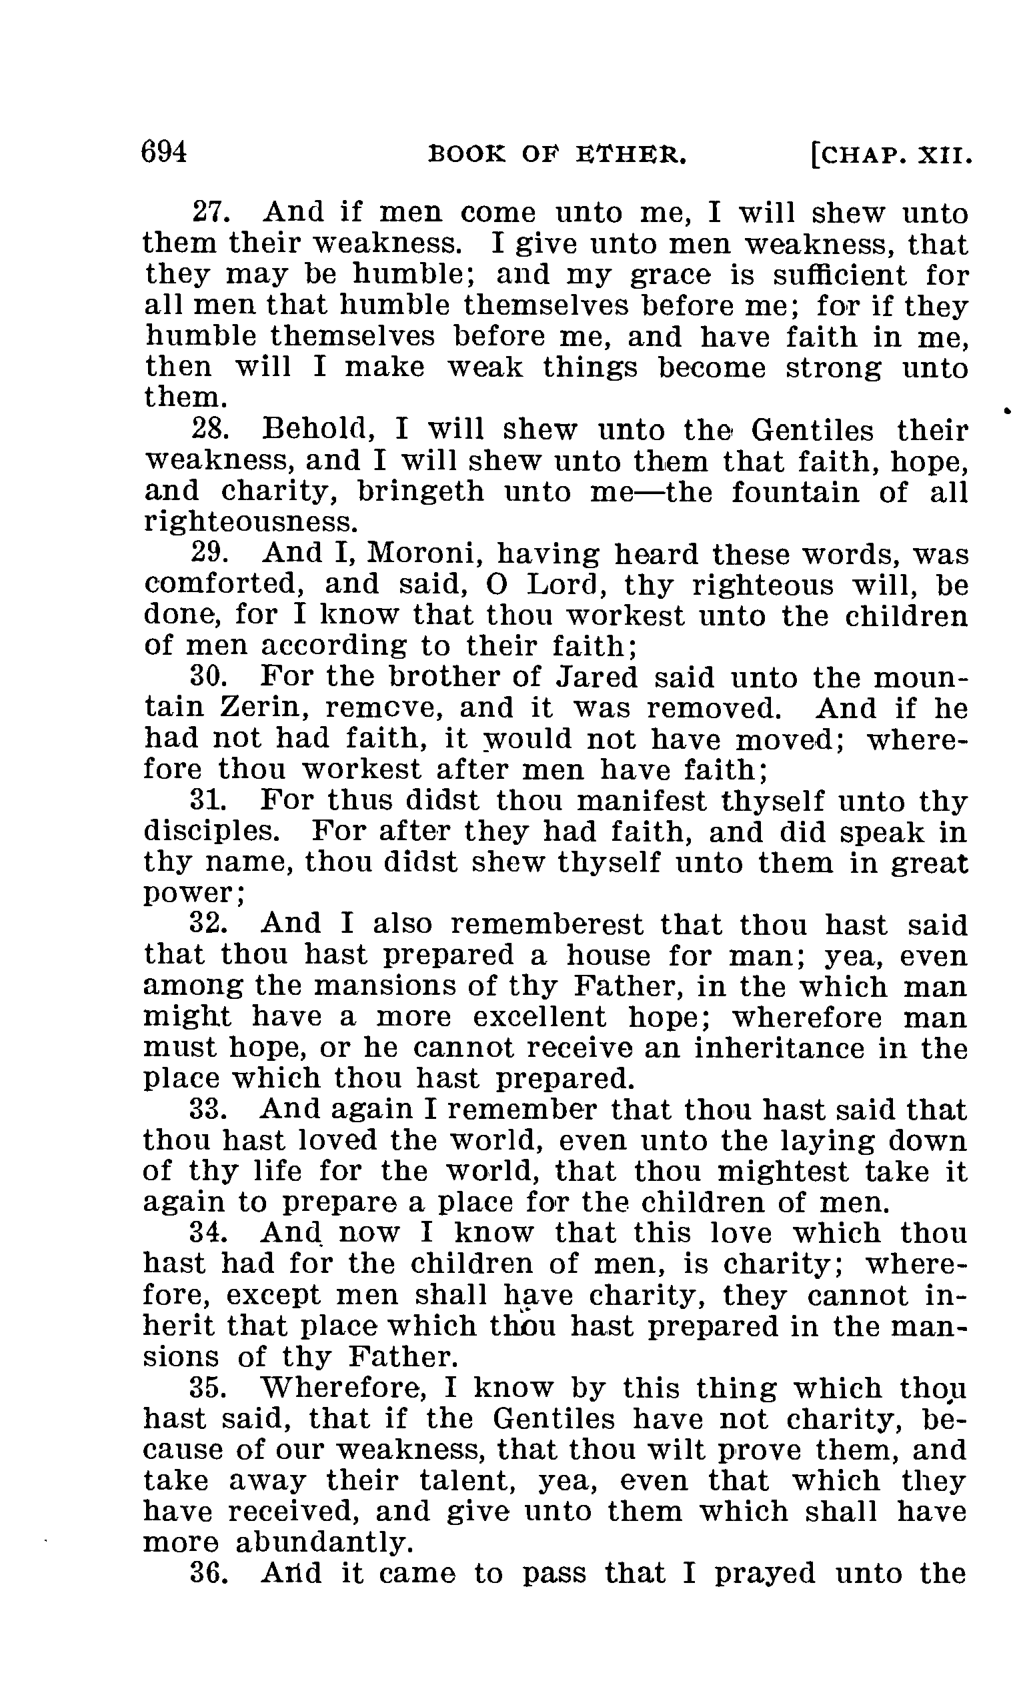 694 BOOK OF ETHER. [CHAP. XII.
27. And if men come unto me, I will shew unto
them their weakness. I give unto men weakness, that
they may be humble; and my grace is sufficient for
all men that humble themselves before me; for if they
humble themselves before me, and have faith in me,
then will I make weak things become strong unto
them.
28. Behold, I will shew unto the Gentiles their
weakness, and I will shew unto them that faith, hope,
and charity, bringeth unto me—the fountain of all
righteousness.
29. And I, Moroni, having heard these words, was
comforted, and said, O Lord, thy righteous will, be
done, for I know that thou workest unto the children
of men according to their faith;
30. For the brother of Jared said unto the moun-
tain Zerin, remove, and it was removed. And if he
had not had faith, it would not have moved; where-
fore thou workest after men have faith;
31. For thus didst thou manifest thyself unto thy
disciples. For after they had faith, and did speak in
thy name, thou didst shew thyself unto them in great
power;
32. And I also rememberest that thou hast said
that thou hast prepared a house for man; yea, even
among the mansions of thy Father, in the which man
might have a more excellent hope; wherefore man
must hope, or he cannot receive an inheritance in the
place which thou hast prepared.
33. And again I remember that thou hast said that
thou hast loved the world, even unto the laying down
of thy life for the world, that thou mightest take it
again to prepare a place for the children of men.
34. And now I know that this love which thou
hast had for the children of men, is charity; where-
fore, except men shall have charity, they cannot in-
herit that place which thou hast prepared in the man-
sions of thy Father.
35. Wherefore, I know by this thing which thou
hast said, that if the Gentiles have not charity, be-
cause of our weakness, that thou wilt prove them, and
take away their talent, yea, even that which they
have received, and give unto them which shall have
more abundantly.
36. And it came to pass that I prayed unto the